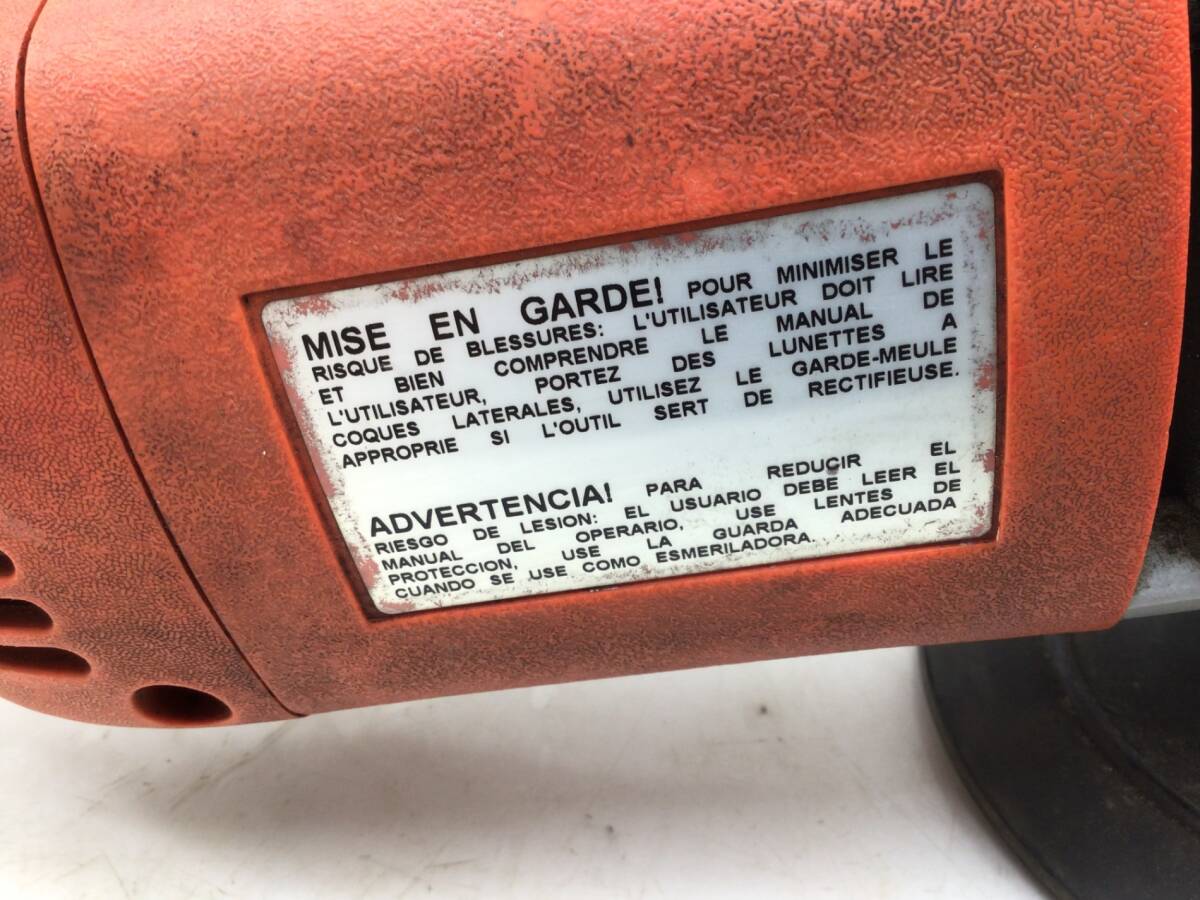 MISE EN GARDE! POUR MINIMISER LE
RISQUE DE BLESSURES: L'UTILISATEUR DOIT LIRE
ET BIEN COMPRENDRE LE MANUAL DE
L'UTILISATEUR, PORTEZ DES LUNETTES A
COQUES LATERALES, UTILISEZ LE GARDE-MEULE
APPROPRIE SI L'OUTIL SERT DE RECTIFIEUSE.
ADVERTENCIA! PARA REDUCIR EL
RIESGO DE LESION: EL USUARIO DEBE LEER EL
MANUAL DEL OPERARIO, USE LENTES DE
PROTECCION, USE LA GUARDA ADECUADA
CUANDO SE USE COMO ESMERILADORA.